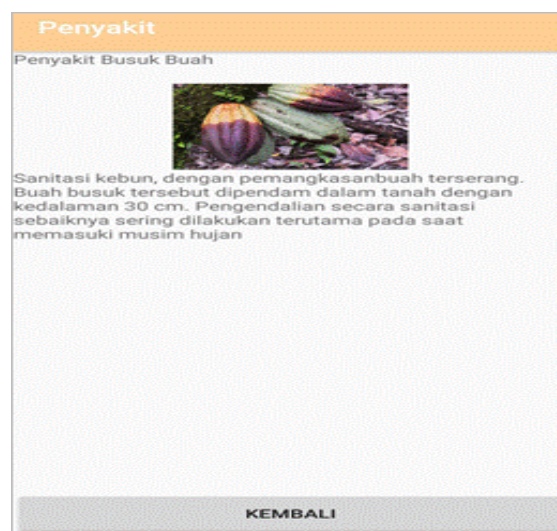 Penyakit
Penyakit Busuk Buah
Sanitasi kebun, dengan pemangkasanbuah terserang.
Buah busuk tersebut dipendam dalam tanah dengan
kedalaman 30 cm. Pengendalian secara sanitasi
sebaiknya sering dilakukan terutama pada saat
memasuki musim hujan
KEMBALI